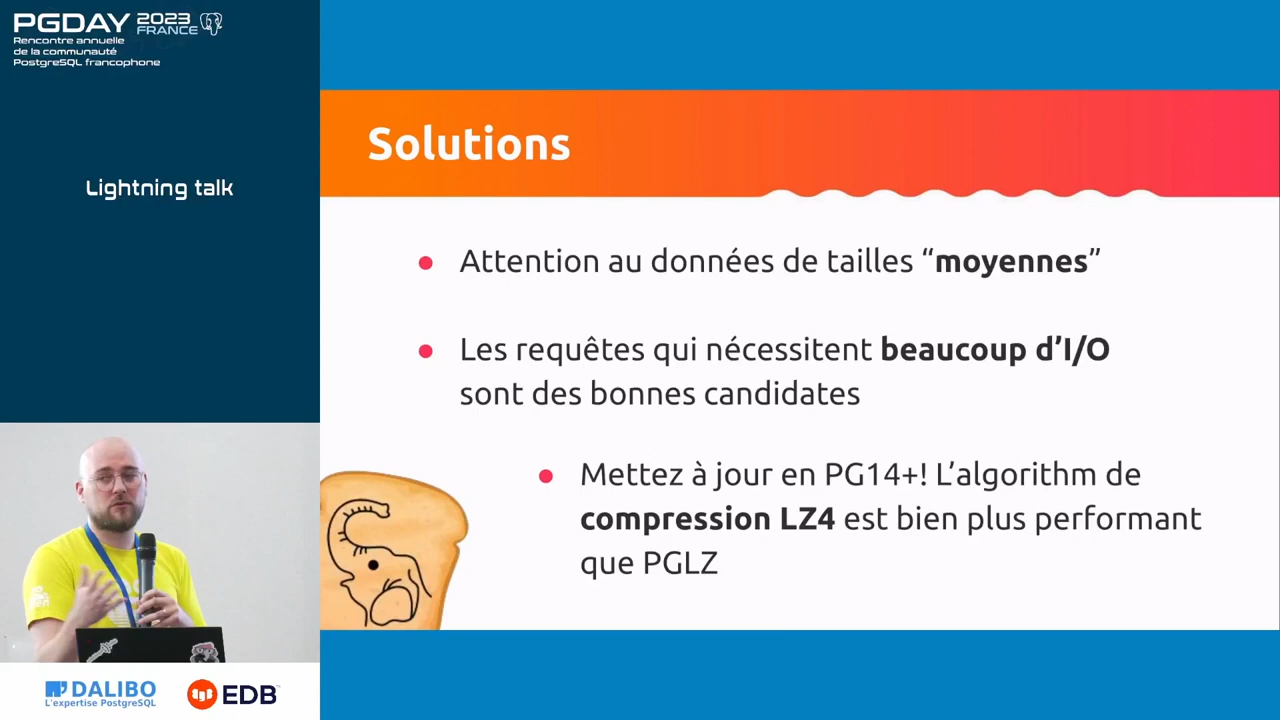 PGDAY 2023 FRANCE
Rencontre annuelle
de la communauté
PostgreSQL francophone
Lightning talk
Solutions
● Attention au données de tailles “moyennes”
● Les requêtes qui nécessitent beaucoup d’I/O
sont des bonnes candidates
● Mettez à jour en PG14+! L’algorithm de
compression LZ4 est bien plus performant
que PGLZ
DALIBO
L'expertise PostgreSQL
EDB